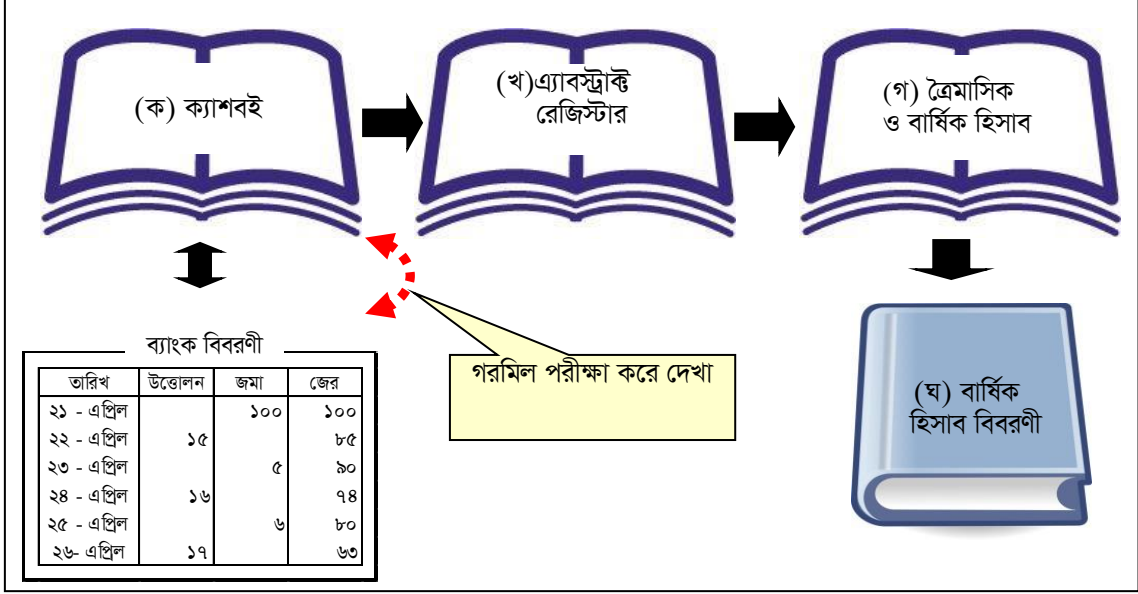 (ক) ক্যাশবই
(খ)এ্যাবস্ট্রাক্ট
রেজিস্টার
(গ) ত্রৈমাসিক
ও বার্ষিক হিসাব
ব্যাংক বিবরণী
তারিখ উত্তোলন জমা জের
২১ - এপ্রিল ১০০ ১০০
২২ - এপ্রিল ১৫ ৮৫
২৩ - এপ্রিল ৫ ৯০
২৪ - এপ্রিল ১৬ ৭৪
২৫ - এপ্রিল ৬ ৮০
২৬- এপ্রিল ১৭ ৬৩
গরমিল পরীক্ষা করে দেখা
(ঘ) বার্ষিক
হিসাব বিবরণী